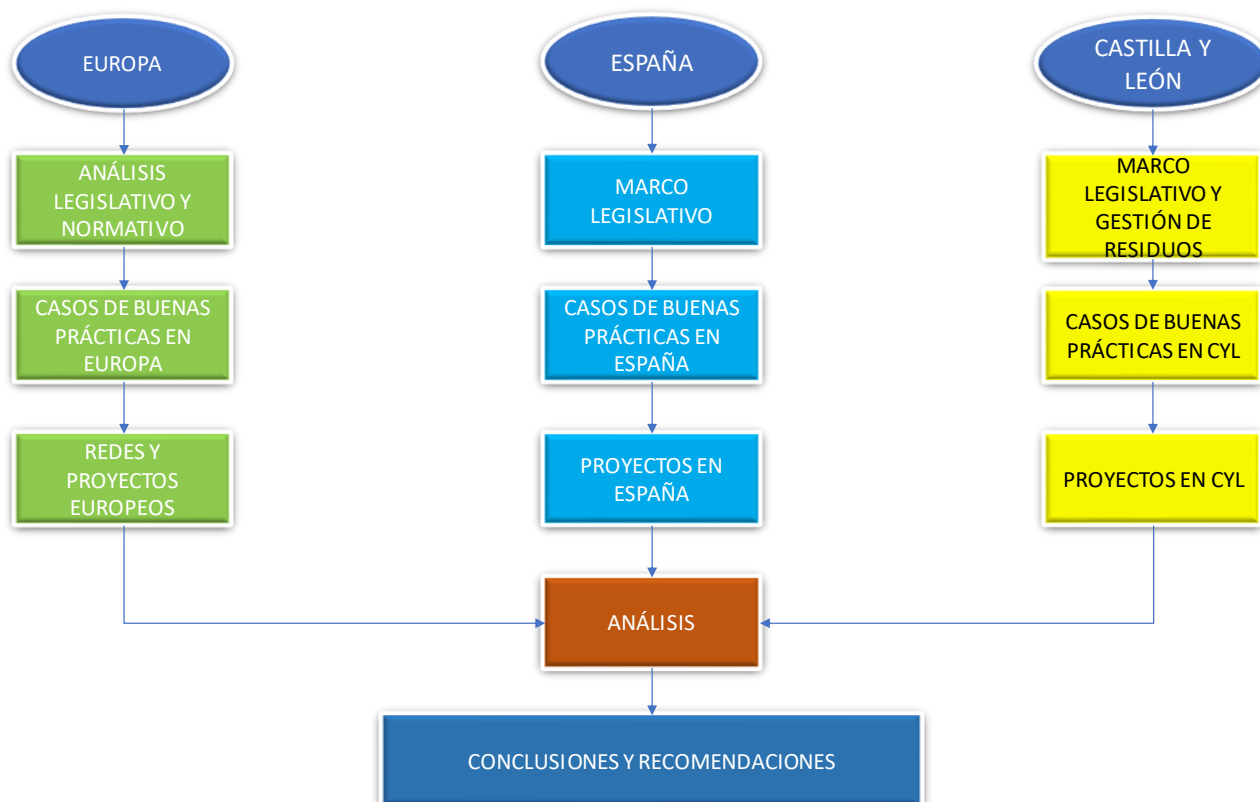 EUROPA
ESPAÑA
CASTILLA Y
LEÓN
ANÁLISIS
LEGISLATIVO Y
NORMATIVO
MARCO
LEGISLATIVO
MARCO
LEGISLATIVO Y
GESTIÓN DE
RESIDUOS
CASOS DE BUENAS
PRÁCTICAS EN
EUROPA
CASOS DE BUENAS
PRÁCTICAS EN
ESPAÑA
CASOS DE BUENAS
PRÁCTICAS EN CYL
REDES Y
PROYECTOS
EUROPEOS
PROYECTOS EN
ESPAÑA
PROYECTOS EN CYL
ANÁLISIS
CONCLUSIONES Y RECOMENDACIONES